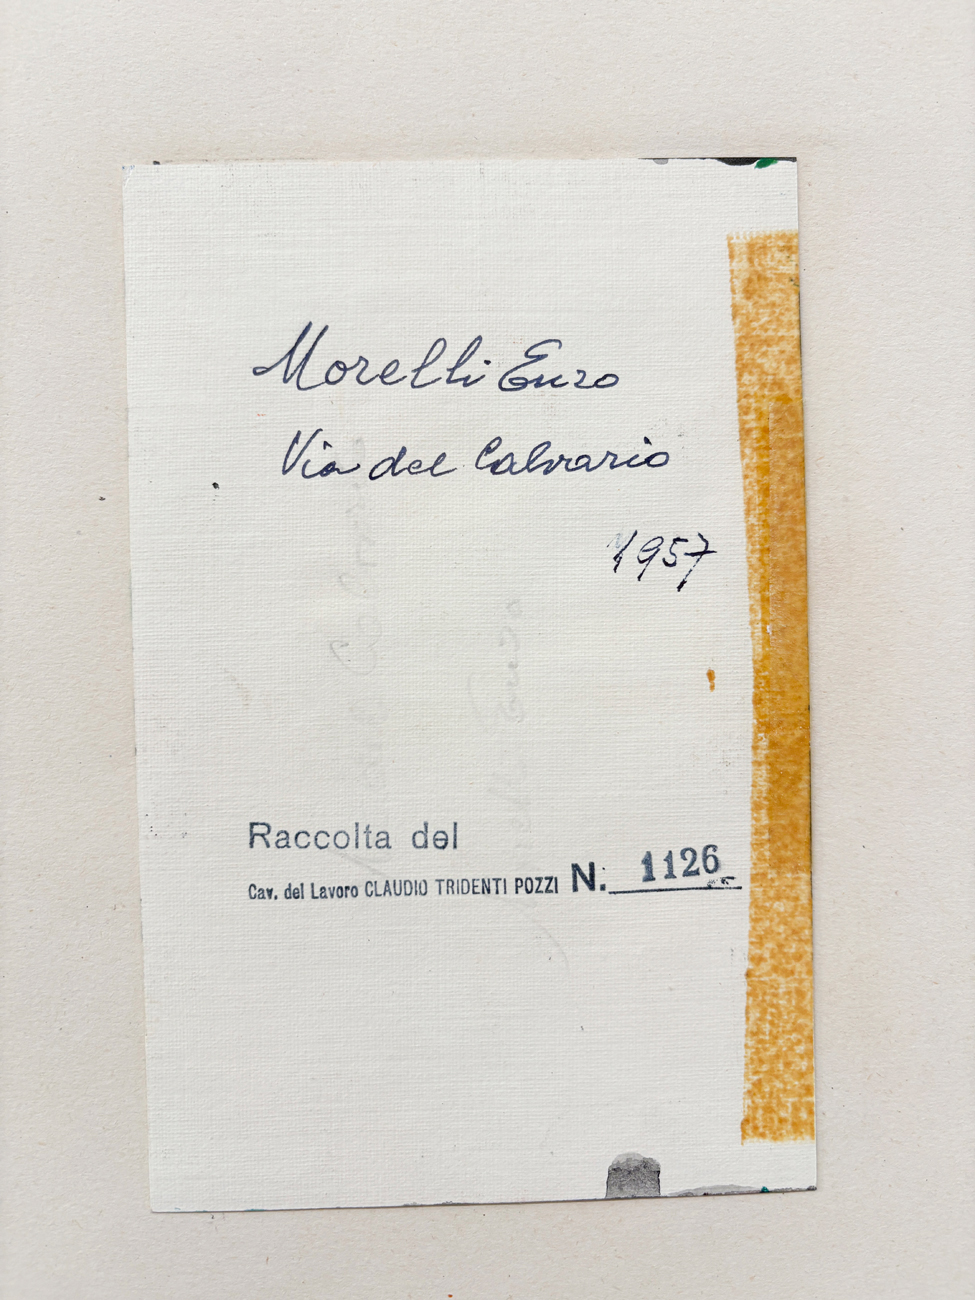 Morelli Enzo
Via del Calvario
1957
Raccolta del
Cav. del Lavoro CLAUDIO TRIDENTI POZZI N. 1126